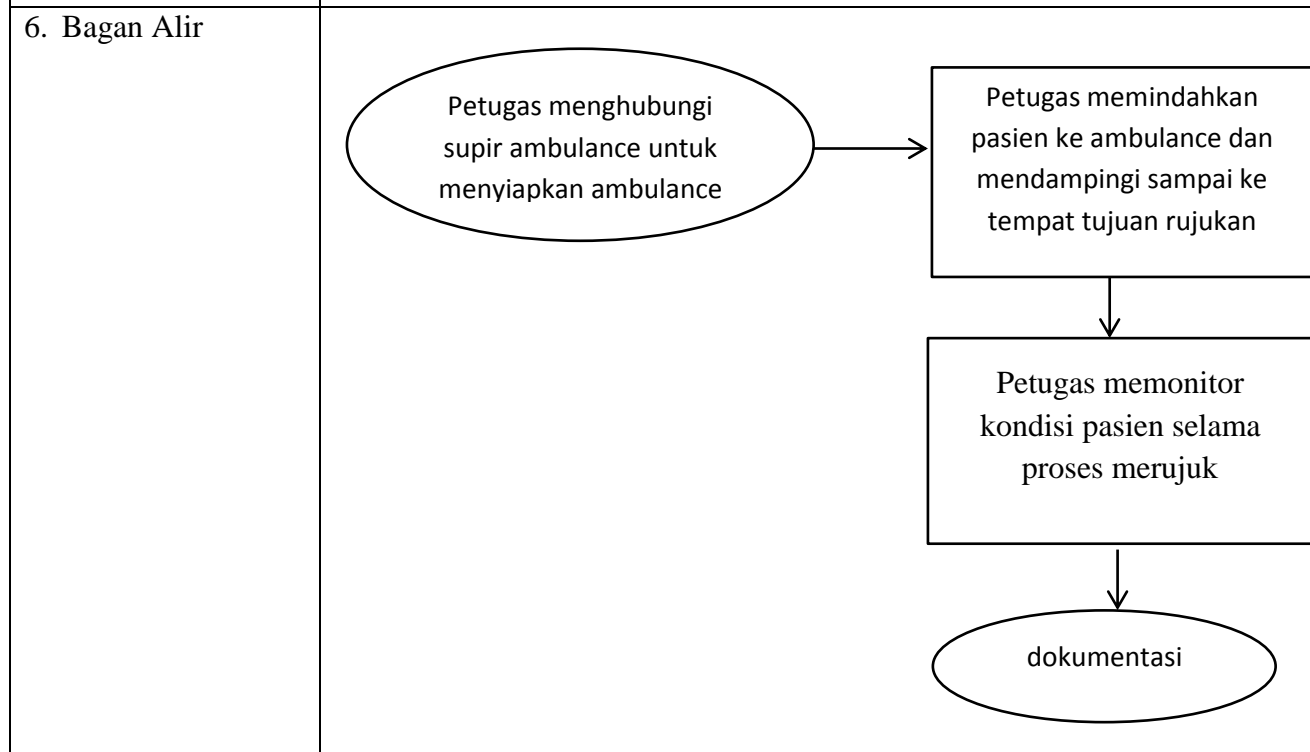 6. Bagan Alir
Petugas menghubungi
supir ambulance untuk
menyiapkan ambulance
Petugas memindahkan
pasien ke ambulance dan
mendampingi sampai ke
tempat tujuan rujukan
Petugas memonitor
kondisi pasien selama
proses merujuk
dokumentasi